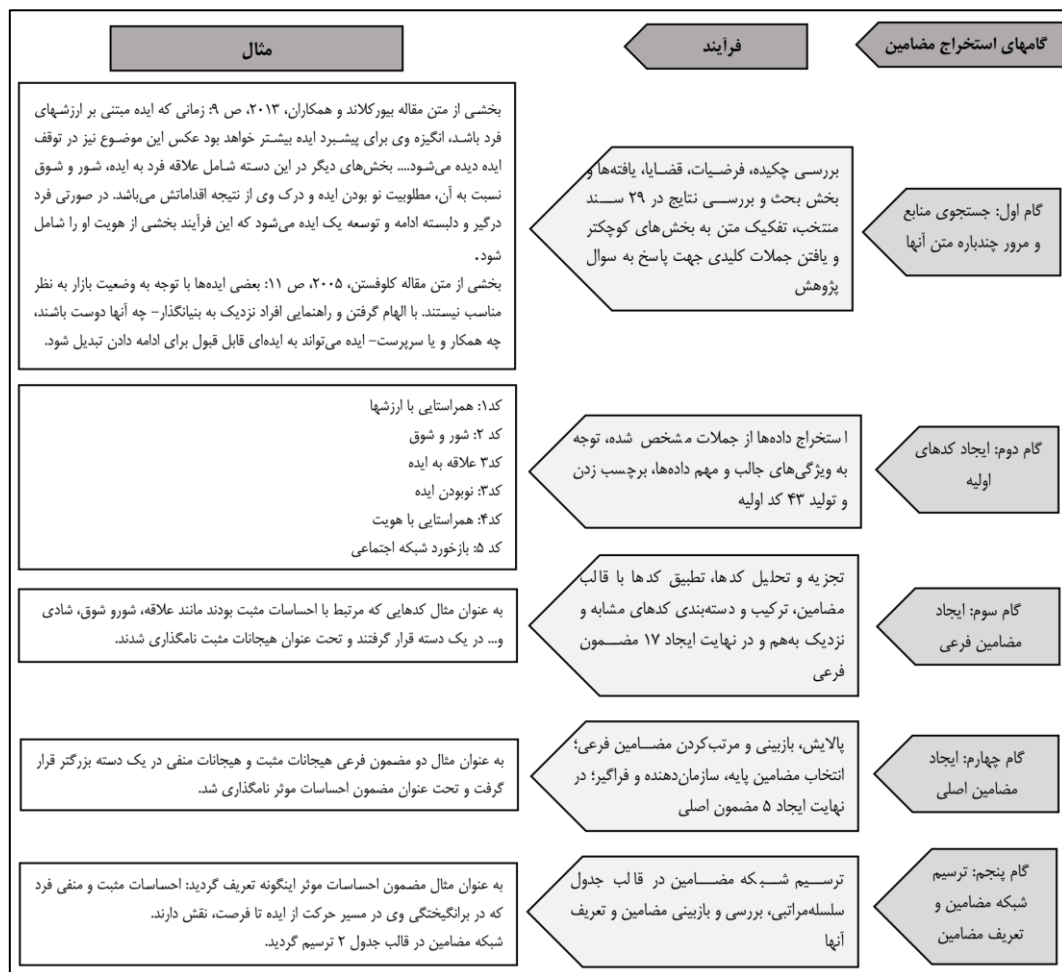 گامهای استخراج مضامین
فرآیند
مثال
گام اول: جستجوی منابع
و مرور چندباره متن آنها
بررسی چکیده، فرضیات، قضایا، یافته‌ها و
بخش بحث و بررسی نتایج در ۲۹ سند
منتخب، تفکیک متن به بخش‌های کوچکتر
و یافتن جملات کلیدی جهت پاسخ به سوال
پژوهش
بخشی از متن مقاله بیورکلاند و همکاران، ۲۰۱۳، ص ۹: زمانی که ایده مبتنی بر ارزشهای
فرد باشد، انگیزه وی برای پیشبرد ایده بیشتر خواهد بود عکس این موضوع نیز در توقف
ایده دیده می‌شود.... بخش‌های دیگر در این دسته شامل علاقه فرد به ایده، شور و شوق
نسبت به آن، مطلوبیت نو بودن ایده و درک وی از نتیجه اقداماتش می‌باشد. در صورتی فرد
درگیر و دلبسته ادامه و توسعه یک ایده می‌شود که این فرآیند بخشی از هویت او را شامل
شود.
بخشی از متن مقاله کلوفستن، ۲۰۰۵، ص ۱۱: بعضی ایده‌ها با توجه به وضعیت بازار به نظر
مناسب نیستند. با الهام گرفتن و راهنمایی افراد نزدیک به بنیانگذار- چه آنها دوست باشند،
چه همکار و یا سرپرست- ایده می‌تواند به ایده‌ای قابل قبول برای ادامه دادن تبدیل شود.
گام دوم: ایجاد کدهای
اولیه
استخراج داده‌ها از جملات مشخص شده، توجه
به ویژگی‌های جالب و مهم داده‌ها، برچسب زدن
و تولید ۴۳ کد اولیه
کد۱: همراستایی با ارزشها
کد ۲: شور و شوق
کد۳ علاقه به ایده
کد۳: نوبودن ایده
کد۴: همراستایی با هویت
کد ۵: بازخورد شبکه اجتماعی
گام سوم: ایجاد
مضامین فرعی
تجزیه و تحلیل کدها، تطبیق کدها با قالب
مضامین، ترکیب و دسته‌بندی کدهای مشابه و
نزدیک به‌هم و در نهایت ایجاد ۱۷ مضمون
فرعی
به عنوان مثال کدهایی که مرتبط با احساسات مثبت بودند مانند علاقه، شورو شوق، شادی
و... در یک دسته قرار گرفتند و تحت عنوان هیجانات مثبت نامگذاری شدند.
گام چهارم: ایجاد
مضامین اصلی
پالایش، بازبینی و مرتب‌کردن مضامین فرعی؛
انتخاب مضامین پایه، سازمان‌دهنده و فراگیر؛ در
نهایت ایجاد ۵ مضمون اصلی
به عنوان مثال دو مضمون فرعی هیجانات مثبت و هیجانات منفی در یک دسته بزرگتر قرار
گرفت و تحت عنوان مضمون احساسات موثر نامگذاری شد.
گام پنجم: ترسیم
شبکه مضامین و
تعریف مضامین
ترسیم شبکه مضامین در قالب جدول
سلسله‌مراتبی، بررسی و بازبینی مضامین و تعریف
آنها
به عنوان مثال مضمون احساسات موثر اینگونه تعریف گردید: احساسات مثبت و منفی فرد
که در برانگیختگی وی در مسیر حرکت از ایده تا فرصت، نقش دارند.
شبکه مضامین در قالب جدول ۲ ترسیم گردید.